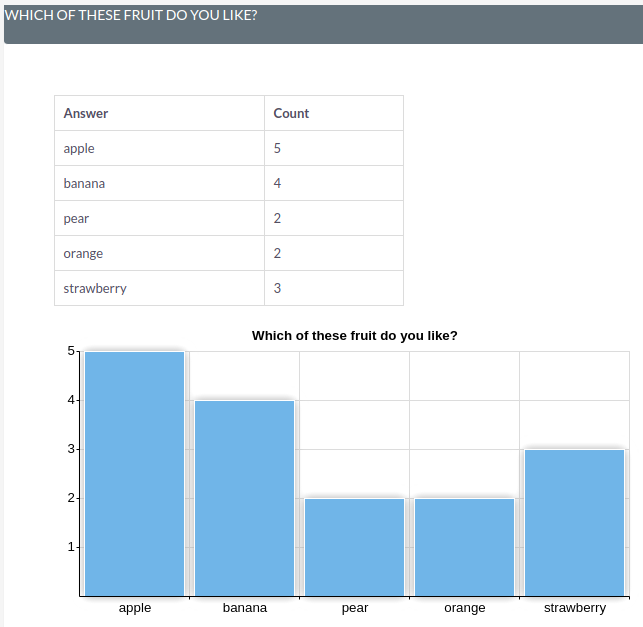 WHICH OF THESE FRUIT DO YOU LIKE?
Answer Count
apple 5
banana 4
pear 2
orange 2
strawberry 3
Which of these fruit do you like?
5
4
3
2
1
apple banana pear orange strawberry